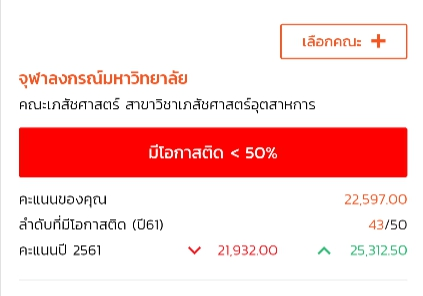 เลือกคณะ +
จุฬาลงกรณ์มหาวิทยาลัย
คณะเภสัชศาสตร์ สาขาวิชาเภสัชศาสตร์อุตสาหการ
มีโอกาสติด < 50%
คะแนนของคุณ 22,597.00
ลำดับที่มีโอกาสติด (ปี61) 43/50
คะแนนปี 2561 21,932.00 25,312.50